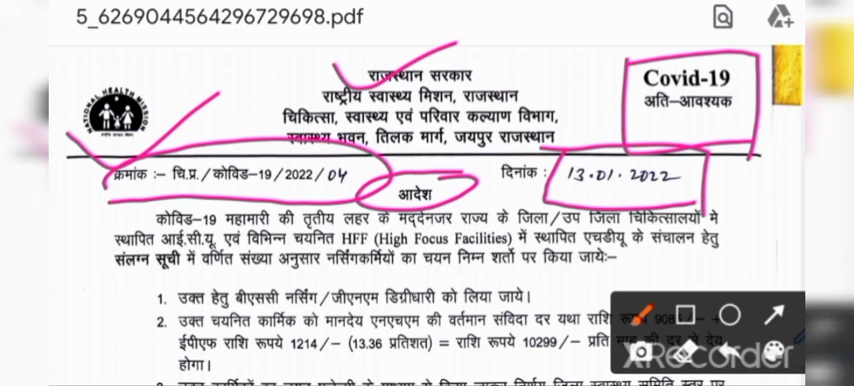 5_6269044564296729698.pdf
राजस्थान सरकार
राष्ट्रीय स्वास्थ्य मिशन, राजस्थान
चिकित्सा, स्वास्थ्य एवं परिवार कल्याण विभाग,
स्वास्थ्य भवन, तिलक मार्ग, जयपुर राजस्थान
Covid-19
अति-आवश्यक
NATIONAL HEALTH MISSION
क्रमांक :– चि.प्र./कोविड–19/2022/04
दिनांक : 13.01.2022
आदेश
कोविड–19 महामारी की तृतीय लहर के मद्देनजर राज्य के जिला/उप जिला चिकित्सालयों मे
स्थापित आई.सी.यू. एवं विभिन्न चयनित HFF (High Focus Facilities) में स्थापित एचडीयू के संचालन हेतु
संलग्न सूची में वर्णित संख्या अनुसार नर्सिंगकर्मियों का चयन निम्न शर्तो पर किया जाये:–
1. उक्त हेतु बीएससी नर्सिंग/जीएनएम डिग्रीधारी को लिया जाये।
2. उक्त चयनित कार्मिक को मानदेय एनएचएम की वर्तमान संविदा दर यथा राशि
ईपीएफ राशि रूपये 1214/– (13.36 प्रतिशत) = राशि रूपये 10299/– प्रति
होगा।
XRecorder